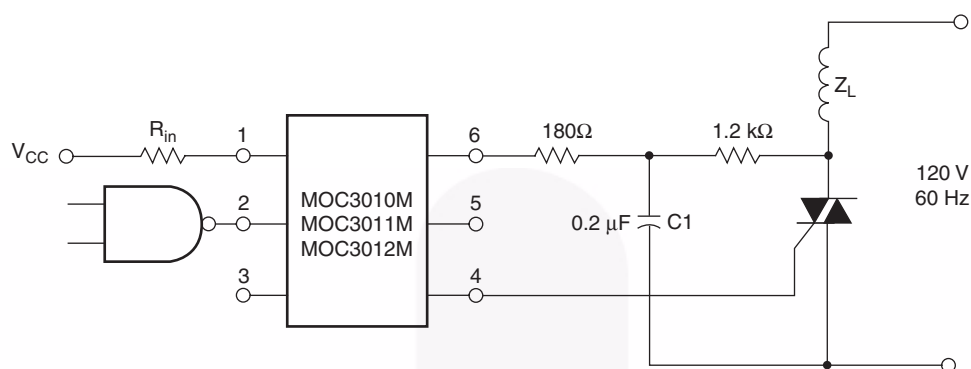 V_CC
R_in
1
2
3
MOC3010M
MOC3011M
MOC3012M
6
5
4
180Ω
1.2 kΩ
0.2 µF
C1
Z_L
120 V
60 Hz